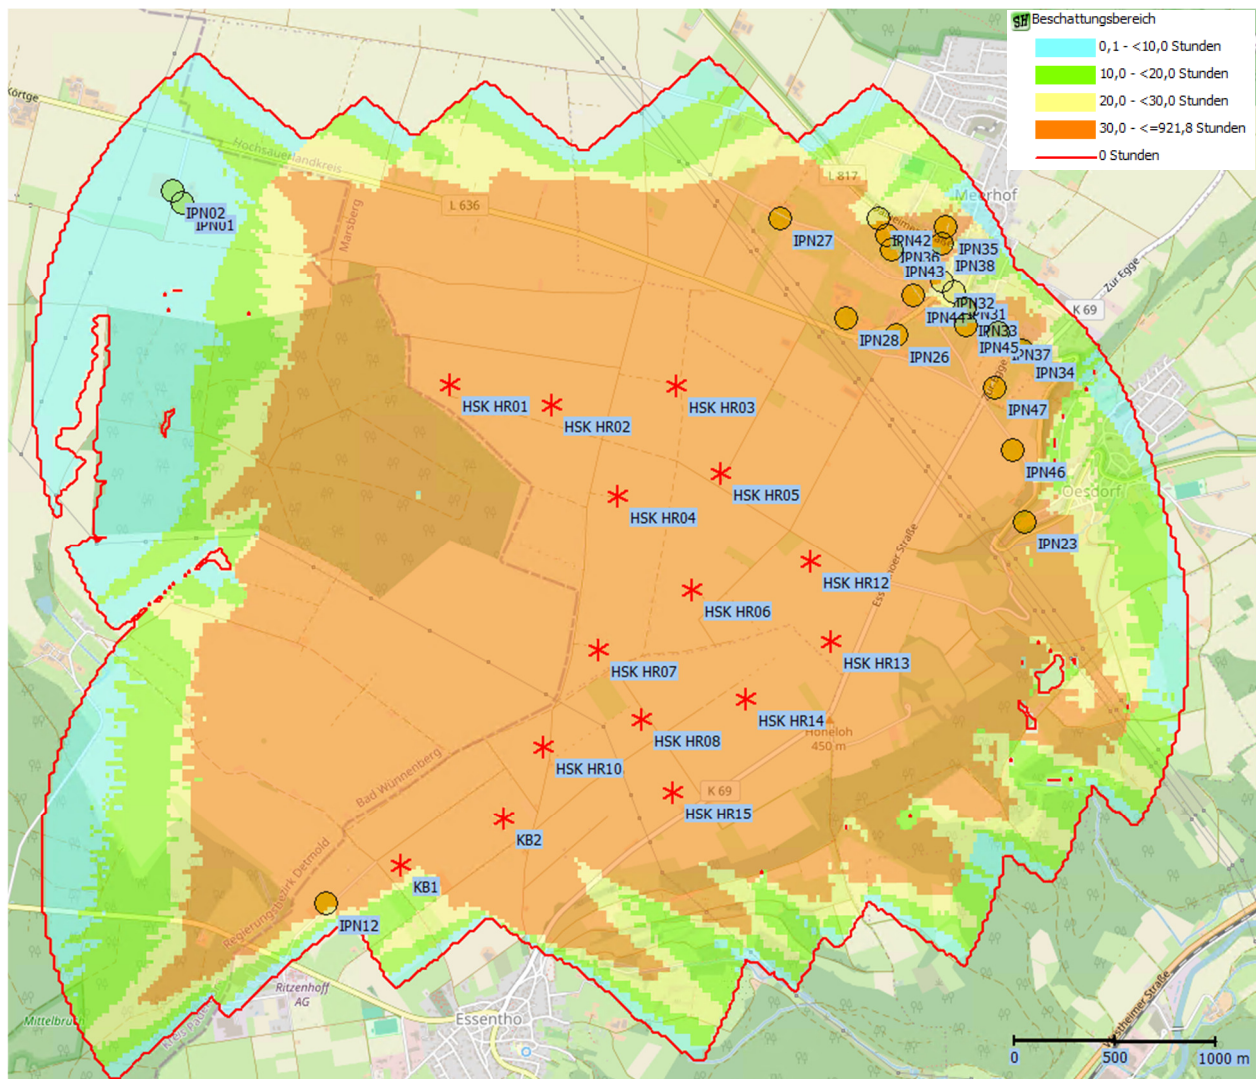 SH Beschattungsbereich
0,1 - <10,0 Stunden
10,0 - <20,0 Stunden
20,0 - <30,0 Stunden
30,0 - <=921,8 Stunden
0 Stunden
Körtge
Hochsauerlandkreis
L 817
Meerhof
IPN02
IPN01
L 636
Marsberg
IPN27
IPN42
IPN35
IPN36
IPN38
IPN43
Zur Egge
IPN32
IPN31
IPN44
K 69
IPN33
IPN28
IPN45
IPN26
IPN37
IPN34
HSK HR01
HSK HR02
HSK HR03
IPN47
IPN46
HSK HR05
Oesdorf
HSK HR04
IPN23
HSK HR12
HSK HR06
HSK HR13
HSK HR07
HSK HR14
Honeloh
450 m
HSK HR08
HSK HR10
Bad Wünnenberg
K 69
HSK HR15
KB2
KB1
Regierungsbezirk Detmold
IPN12
Ritzenhoff
AG
Essentho
0
500
1000 m